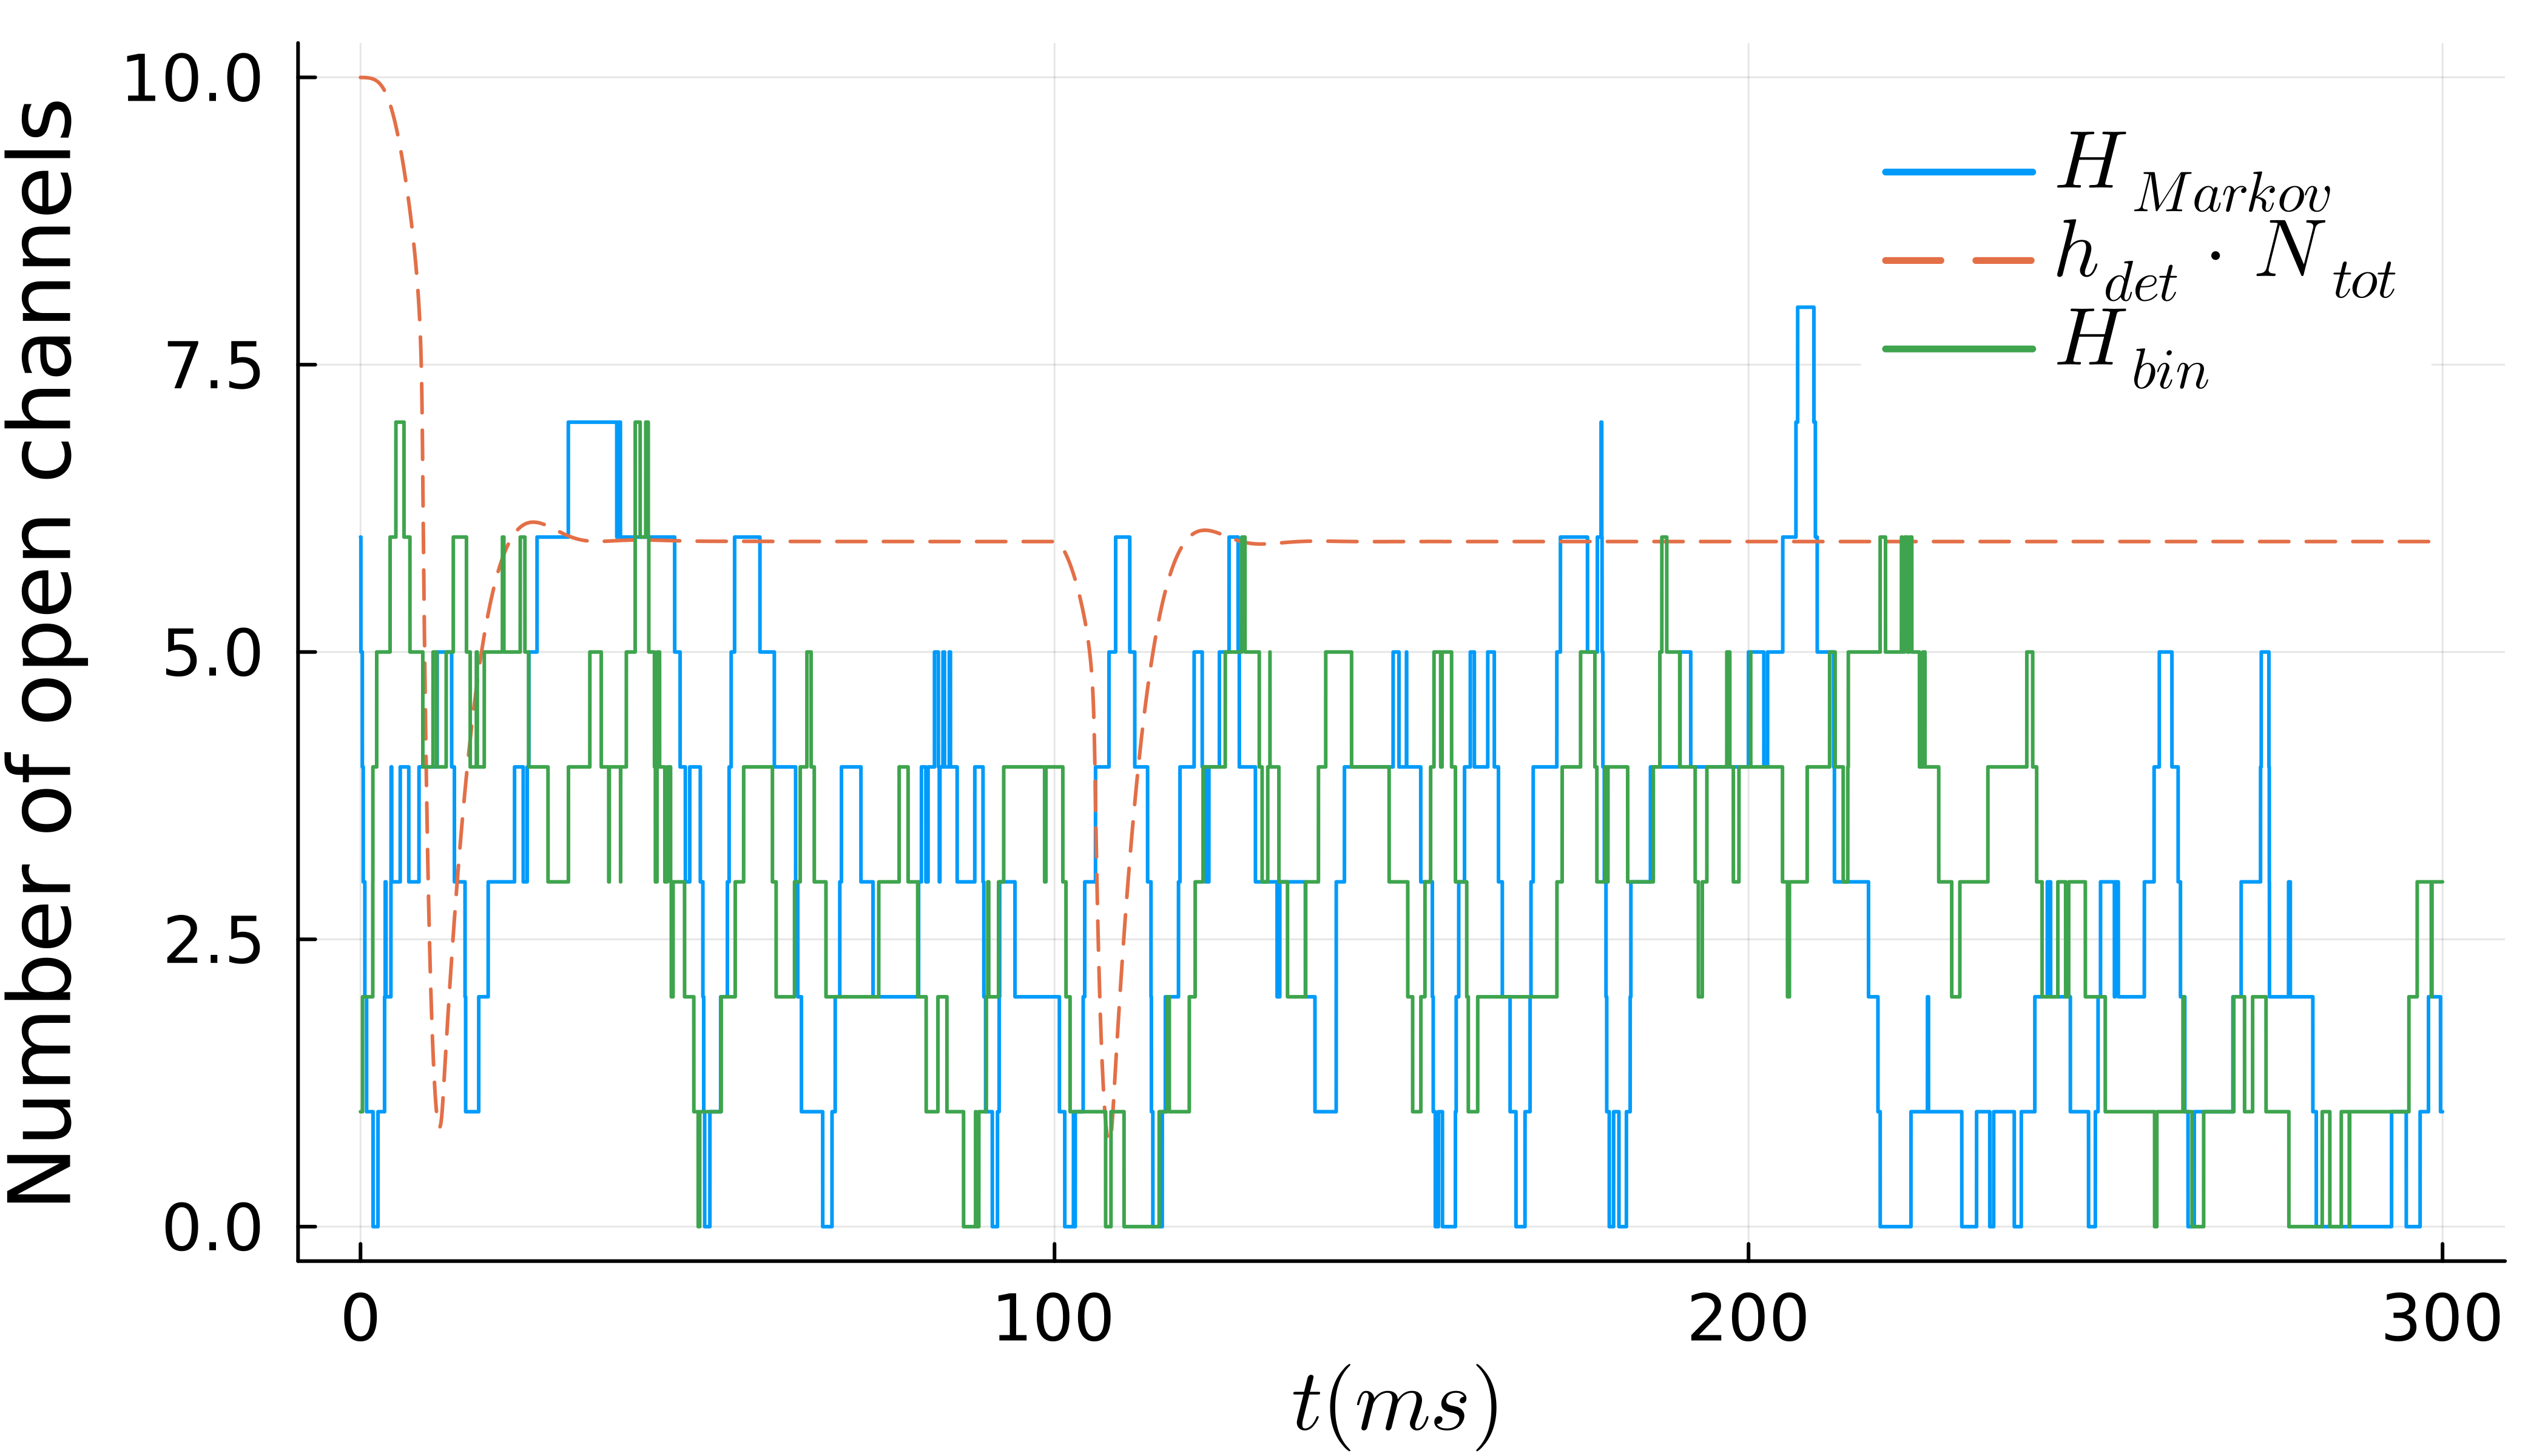 Number of open channels
10.0
7.5
5.0
2.5
0.0
0 100 200 300
t(ms)
H_Markov
h_det · N_tot
H_bin